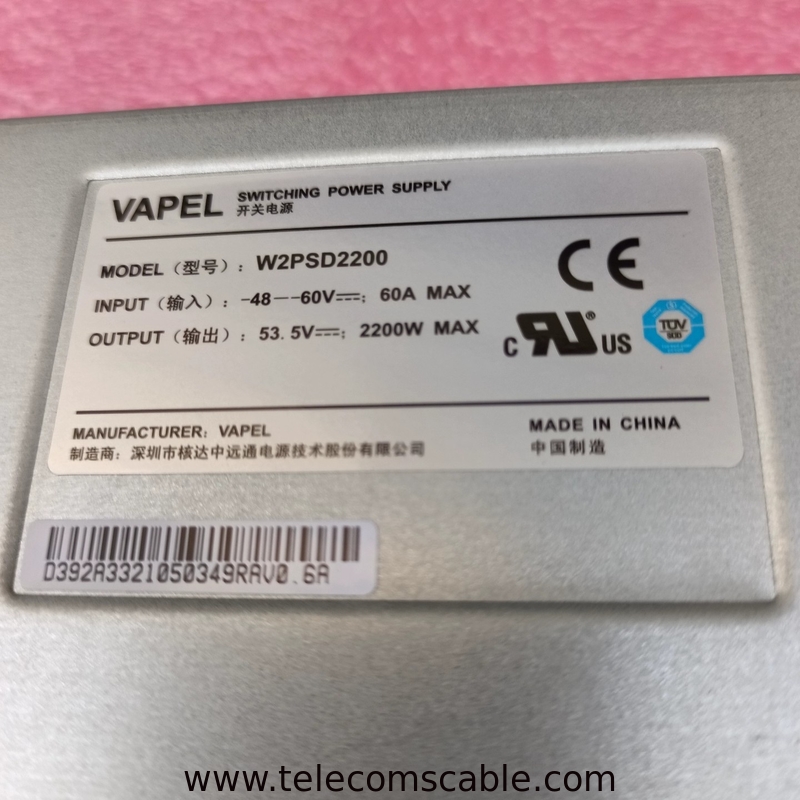 VAPEL SWITCHING POWER SUPPLY
开关电源
MODEL（型号）: W2PSD2200
INPUT（输入）: -48--60V⎓; 60A MAX
OUTPUT（输出）: 53.5V⎓; 2200W MAX
CE
c RU® US
TÜV
MANUFACTURER: VAPEL
制造商: 深圳市核达中远通电源技术股份有限公司
MADE IN CHINA
中国制造
D392A3321050349RAV0.6A
www.telecomscable.com